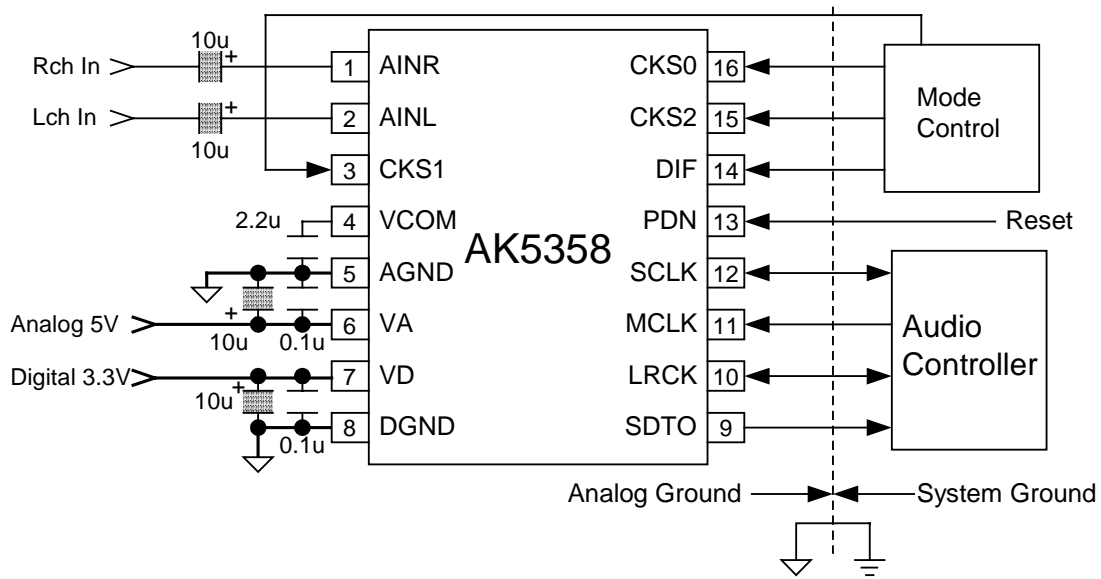 10u
+
Rch In
1
AINR
CKS0
16
Mode
Control
+
Lch In
2
AINL
CKS2
15
10u
3
CKS1
DIF
14
2.2u
4
VCOM
PDN
13
Reset
AK5358
5
AGND
SCLK
12
+
Analog 5V
10u
0.1u
6
VA
MCLK
11
Audio
Controller
Digital 3.3V
7
VD
LRCK
10
10u
+
8
DGND
SDTO
9
0.1u
Analog Ground
System Ground